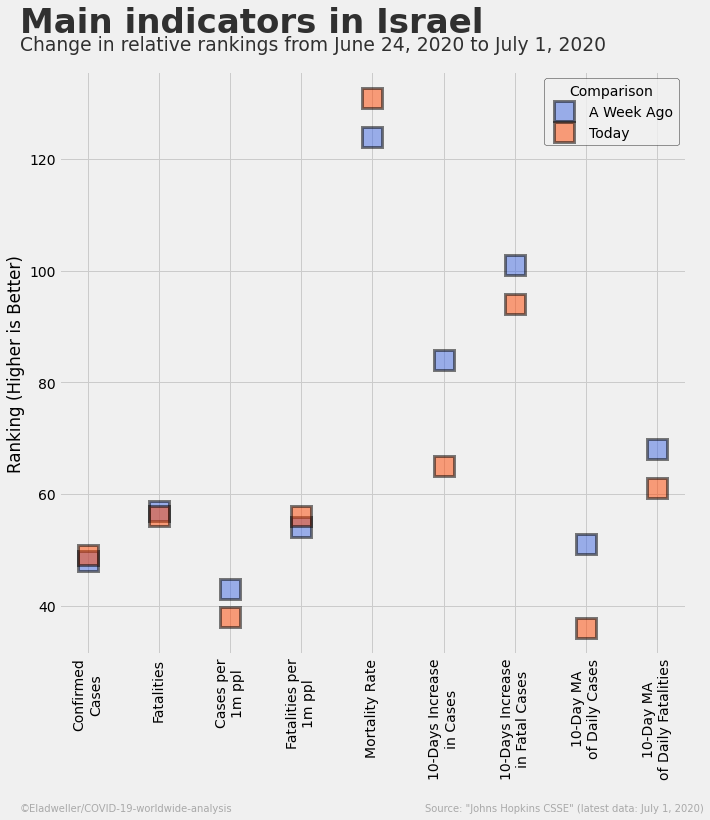 Main indicators in Israel
Change in relative rankings from June 24, 2020 to July 1, 2020
Comparison
A Week Ago
Today
Ranking (Higher is Better)
120
100
80
60
40
Confirmed
Cases
Fatalities
Cases per
1m ppl
Fatalities per
1m ppl
Mortality Rate
10-Days Increase
in Cases
10-Days Increase
in Fatal Cases
10-Day MA
of Daily Cases
10-Day MA
of Daily Fatalities
©Eladweller/COVID-19-worldwide-analysis
Source: "Johns Hopkins CSSE" (latest data: July 1, 2020)